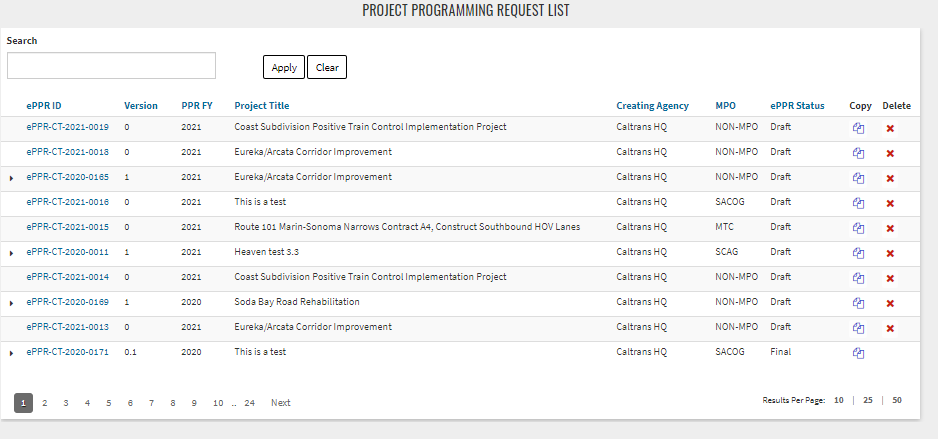 PROJECT PROGRAMMING REQUEST LIST
Search
Apply Clear
ePPR ID Version PPR FY Project Title Creating Agency MPO ePPR Status Copy Delete
ePPR-CT-2021-0019 0 2021 Coast Subdivision Positive Train Control Implementation Project Caltrans HQ NON-MPO Draft
ePPR-CT-2021-0018 0 2021 Eureka/Arcata Corridor Improvement Caltrans HQ NON-MPO Draft
ePPR-CT-2020-0165 1 2021 Eureka/Arcata Corridor Improvement Caltrans HQ NON-MPO Draft
ePPR-CT-2021-0016 0 2021 This is a test Caltrans HQ SACOG Draft
ePPR-CT-2021-0015 0 2021 Route 101 Marin-Sonoma Narrows Contract A4, Construct Southbound HOV Lanes Caltrans HQ MTC Draft
ePPR-CT-2020-0011 1 2021 Heaven test 3.3 Caltrans HQ SCAG Draft
ePPR-CT-2021-0014 0 2021 Coast Subdivision Positive Train Control Implementation Project Caltrans HQ NON-MPO Draft
ePPR-CT-2020-0169 1 2020 Soda Bay Road Rehabilitation Caltrans HQ NON-MPO Draft
ePPR-CT-2021-0013 0 2021 Eureka/Arcata Corridor Improvement Caltrans HQ NON-MPO Draft
ePPR-CT-2020-0171 0.1 2020 This is a test Caltrans HQ SACOG Final
1 2 3 4 5 6 7 8 9 10 .. 24 Next Results Per Page: 10 | 25 | 50